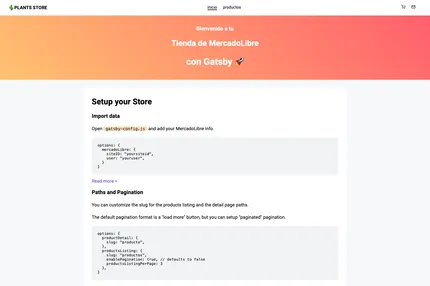 PLANTS STORE
inicio productos
Bienvenido a tu
Tienda de MercadoLibre
con Gatsby 🚀
Setup your Store
Import data
Open gatsby-config.js and add your MercadoLibre info.
options: {
mercadoLibre: {
siteID: "yoursiteid",
user: "youruser",
}
}
Read more »
Paths and Pagination
You can customize the slug for the products listing and the detail page paths
The default pagination format is a "load more" button, but you can setup "paginated" pagination.
options: {
productDetail: {
slug: "producto",
},
productsListing: {
slug: "productos",
enablePagination: true, // defaults to false
productsListingPerPage: 3
},